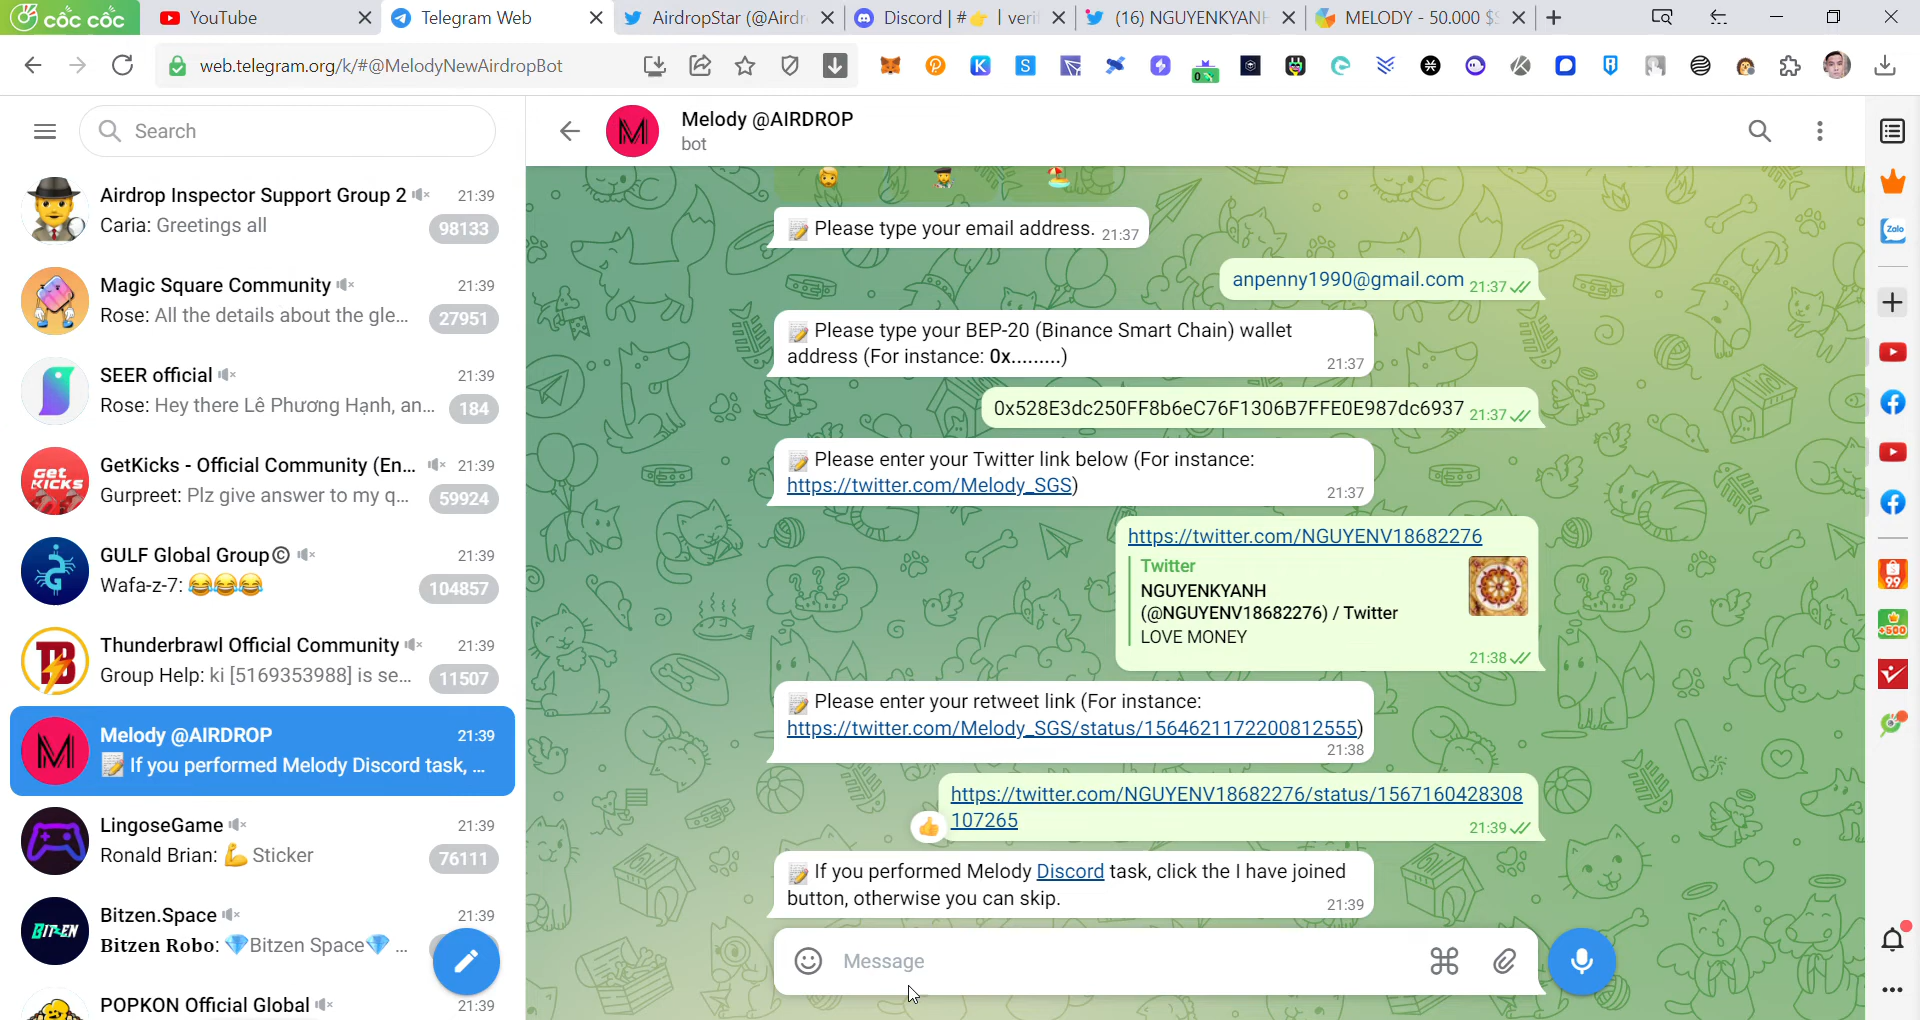 cốc cốc
YouTube
Telegram Web
AirdropStar (@Airdr
Discord | #👉 | veri
(16) NGUYENKYANH
MELODY - 50.000 $S
web.telegram.org/k/#@MelodyNewAirdropBot
Search
Melody @AIRDROP
bot
Airdrop Inspector Support Group 2
21:39
Caria: Greetings all
98133
Magic Square Community
21:39
Rose: All the details about the gle...
27951
SEER official
21:39
Rose: Hey there Lê Phương Hạnh, an...
184
GetKicks - Official Community (En...
21:39
Gurpreet: Plz give answer to my q...
59924
GULF Global Group©
21:39
Wafa-z-7: 😂😂😂
104857
Thunderbrawl Official Community
21:39
Group Help: ki [5169353988] is se...
11507
Melody @AIRDROP
21:39
📝 If you performed Melody Discord task, ...
LingoseGame
21:39
Ronald Brian: 💪 Sticker
76111
Bitzen.Space
21:39
Bitzen Robo: 💎Bitzen Space💎 ...
POPKON Official Global
21:39
📝 Please type your email address. 21:37
anpenny1990@gmail.com 21:37
📝 Please type your BEP-20 (Binance Smart Chain) wallet
address (For instance: 0x.........)
21:37
0x528E3dc250FF8b6eC76F1306B7FFE0E987dc6937 21:37
📝 Please enter your Twitter link below (For instance:
https://twitter.com/Melody_SGS)
21:37
https://twitter.com/NGUYENV18682276
Twitter
NGUYENKYANH
(@NGUYENV18682276) / Twitter
LOVE MONEY
21:38
📝 Please enter your retweet link (For instance:
https://twitter.com/Melody_SGS/status/1564621172200812555)
21:38
https://twitter.com/NGUYENV18682276/status/1567160428308
107265
21:39
📝 If you performed Melody Discord task, click the I have joined
button, otherwise you can skip.
21:39
Message
Get
KICKS
BIT-EN
Zalo
99
+500